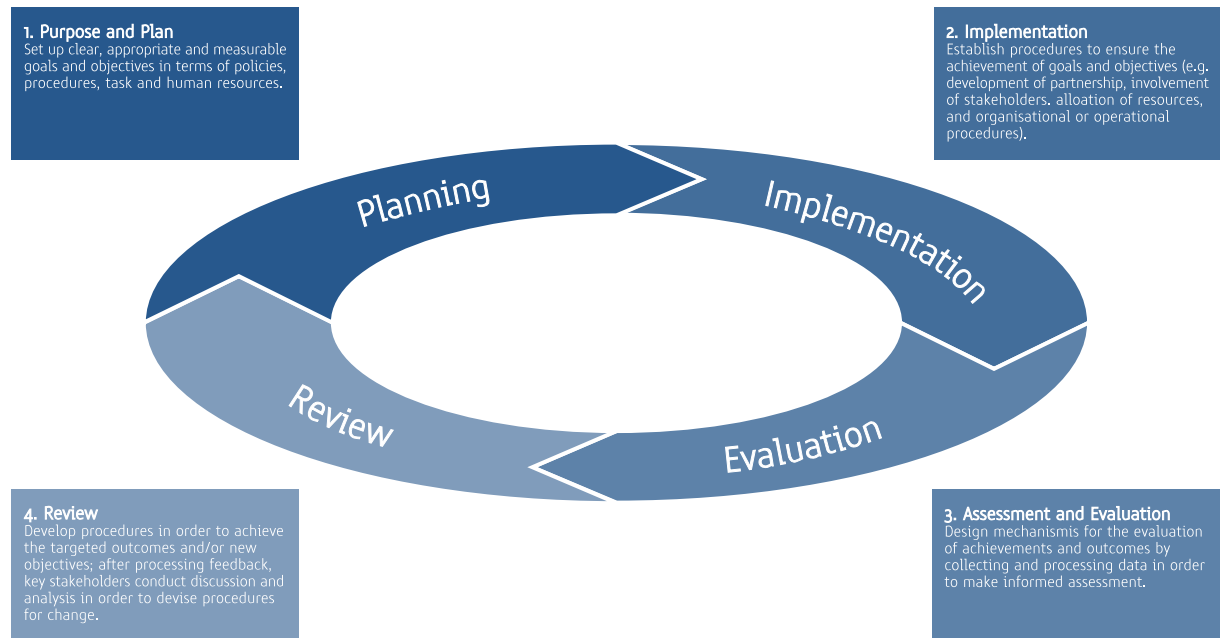 1. Purpose and Plan
Set up clear, appropriate and measurable
goals and objectives in terms of policies,
procedures, task and human resources.
2. Implementation
Establish procedures to ensure the
achievement of goals and objectives (e.g.
development of partnership, involvement
of stakeholders. alloation of resources,
and organisational or operational
procedures).
Planning
Implementation
Review
Evaluation
4. Review
Develop procedures in order to achieve
the targeted outcomes and/or new
objectives; after processing feedback,
key stakeholders conduct discussion and
analysis in order to devise procedures
for change.
3. Assessment and Evaluation
Design mechanismis for the evaluation
of achievements and outcomes by
collecting and processing data in order
to make informed assessment.